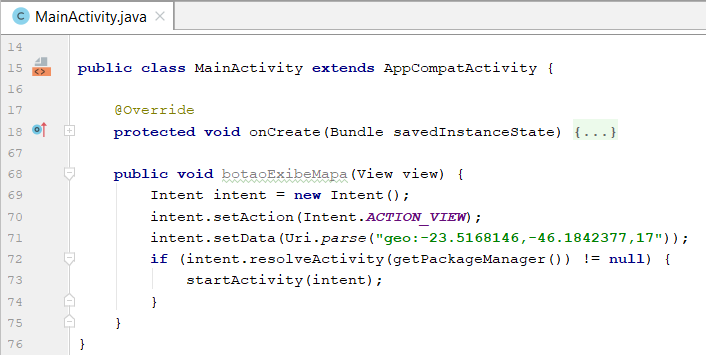 MainActivity.java
14
15 public class MainActivity extends AppCompatActivity {
16
17 @Override
18 protected void onCreate(Bundle savedInstanceState) {...}
67
68 public void botaoExibeMapa(View view) {
69 Intent intent = new Intent();
70 intent.setAction(Intent.ACTION_VIEW);
71 intent.setData(Uri.parse("geo:-23.5168146,-46.1842377,17"));
72 if (intent.resolveActivity(getPackageManager()) != null) {
73 startActivity(intent);
74 }
75 }
76 }